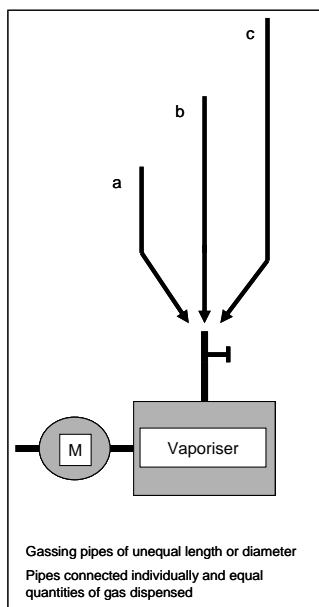 c
b
a
M
Vaporiser
Gassing pipes of unequal length or diameter
Pipes connected individually and equal
quantities of gas dispensed